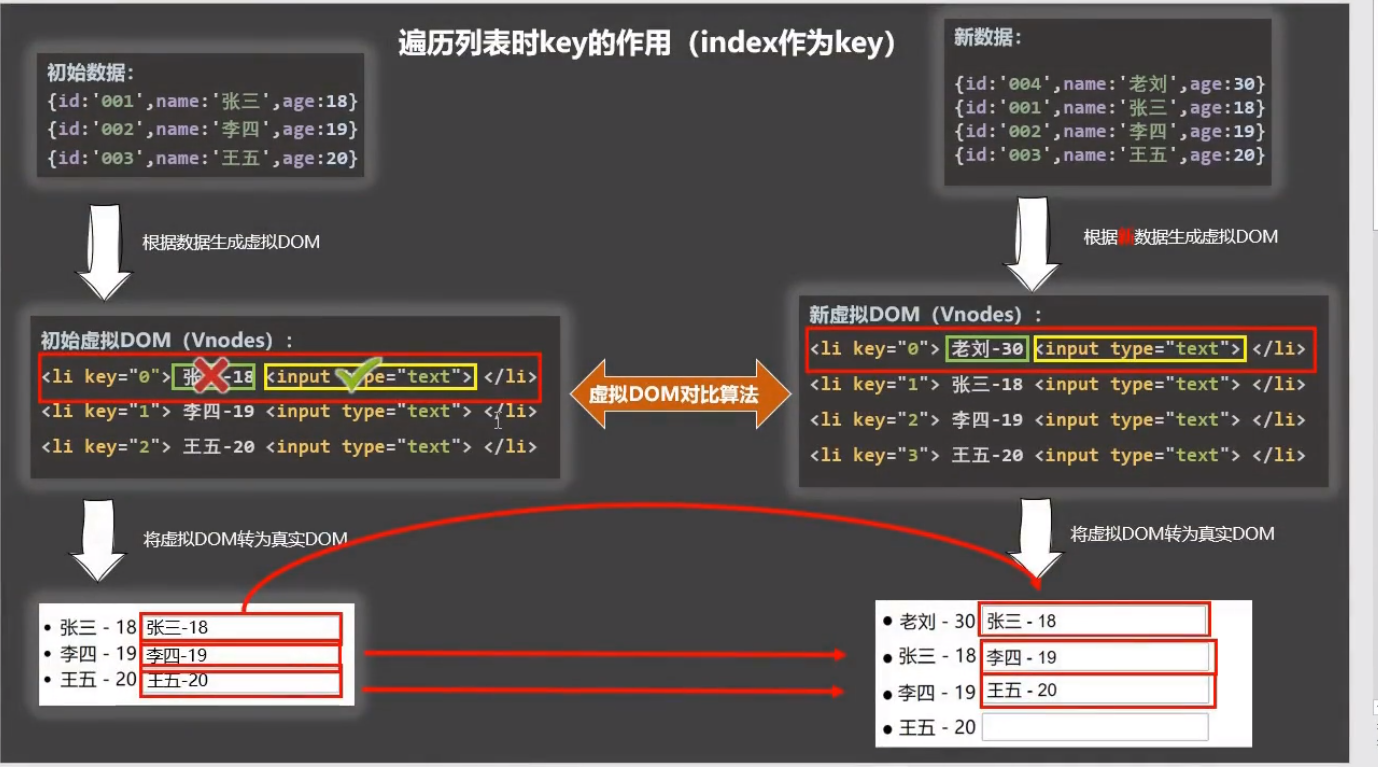 遍历列表时key的作用（index作为key）
初始数据：
{id:'001',name:'张三',age:18}
{id:'002',name:'李四',age:19}
{id:'003',name:'王五',age:20}
根据数据生成虚拟DOM
初始虚拟DOM（Vnodes）：
<li key="0"> 张 -18 <input type="text"> </li>
<li key="1"> 李四-19 <input type="text"> </li>
<li key="2"> 王五-20 <input type="text"> </li>
将虚拟DOM转为真实DOM
张三 - 18 张三-18
李四 - 19 李四-19
王五 - 20 王五-20
虚拟DOM对比算法
新数据：
{id:'004',name:'老刘',age:30}
{id:'001',name:'张三',age:18}
{id:'002',name:'李四',age:19}
{id:'003',name:'王五',age:20}
根据新数据生成虚拟DOM
新虚拟DOM（Vnodes）：
<li key="0"> 老刘-30 <input type="text"> </li>
<li key="1"> 张三-18 <input type="text"> </li>
<li key="2"> 李四-19 <input type="text"> </li>
<li key="3"> 王五-20 <input type="text"> </li>
将虚拟DOM转为真实DOM
老刘 - 30 张三 - 18
张三 - 18 李四 - 19
李四 - 19 王五 - 20
王五 - 20